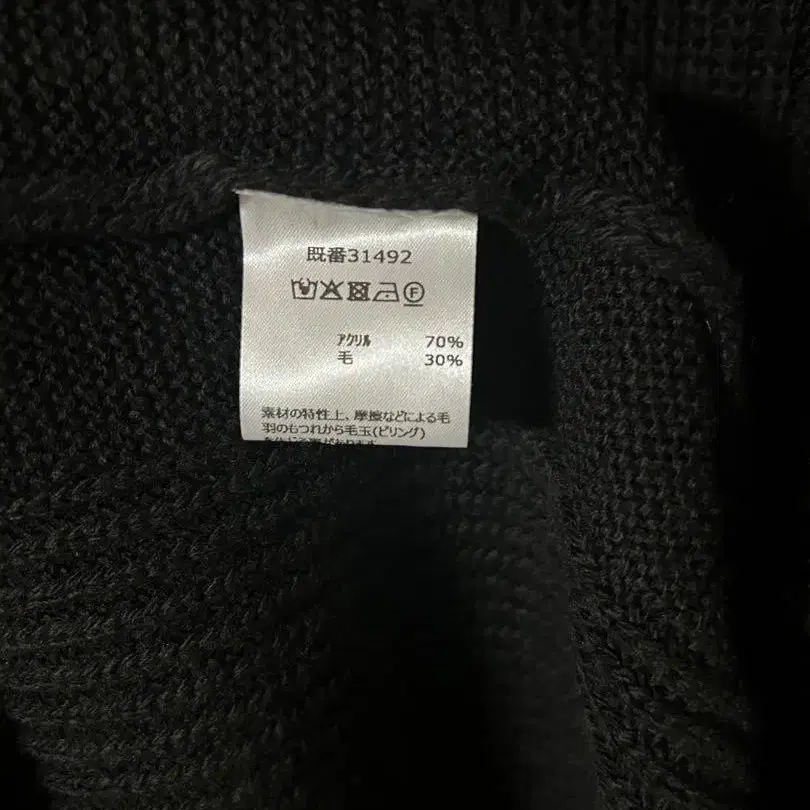 既番31492
F
ｱｸﾘﾙ 70%
毛 30%
素材の特性上、摩擦などによる毛
羽のもつれから毛玉(ピリング)